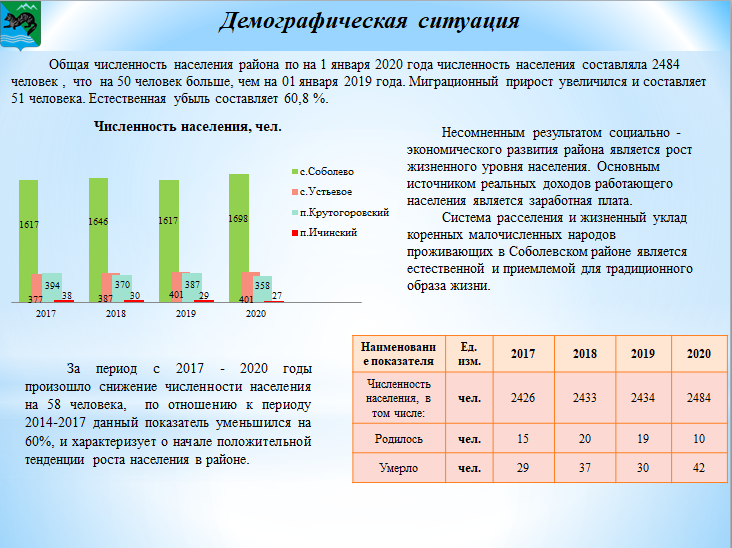 Демографическая ситуация
Общая численность населения района по на 1 января 2020 года численность населения составляла 2484
человек , что на 50 человек больше, чем на 01 января 2019 года. Миграционный прирост увеличился и составляет
51 человека. Естественная убыль составляет 60,8 %.
Численность населения, чел.
1617 1646 1617 1698
394 370 387 358
377 38 387 30 401 29 401 27
2017 2018 2019 2020
с.Соболево
с.Устьевое
п.Крутогоровский
п.Ичинский
Несомненным результом социально -
экономического развития района является рост
жизненного уровня населения. Основным
источником реальных доходов работающего
населения является заработная плата.
Система расселения и жизненный уклад
коренных малочисленных народов
проживающих в Соболевском районе является
естественной и приемлемой для традиционного
образа жизни.
За период с 2017 - 2020 годы
произошло снижение численности населения
на 58 человека, по отношению к периоду
2014-2017 данный показатель уменьшился на
60%, и характеризует о начале положительной
тенденции роста населения в районе.
Наименовани Ед. 2017 2018 2019 2020
е показателя изм.
Численность
населения, в чел. 2426 2433 2434 2484
том числе:
Родилось чел. 15 20 19 10
Умерло чел. 29 37 30 42